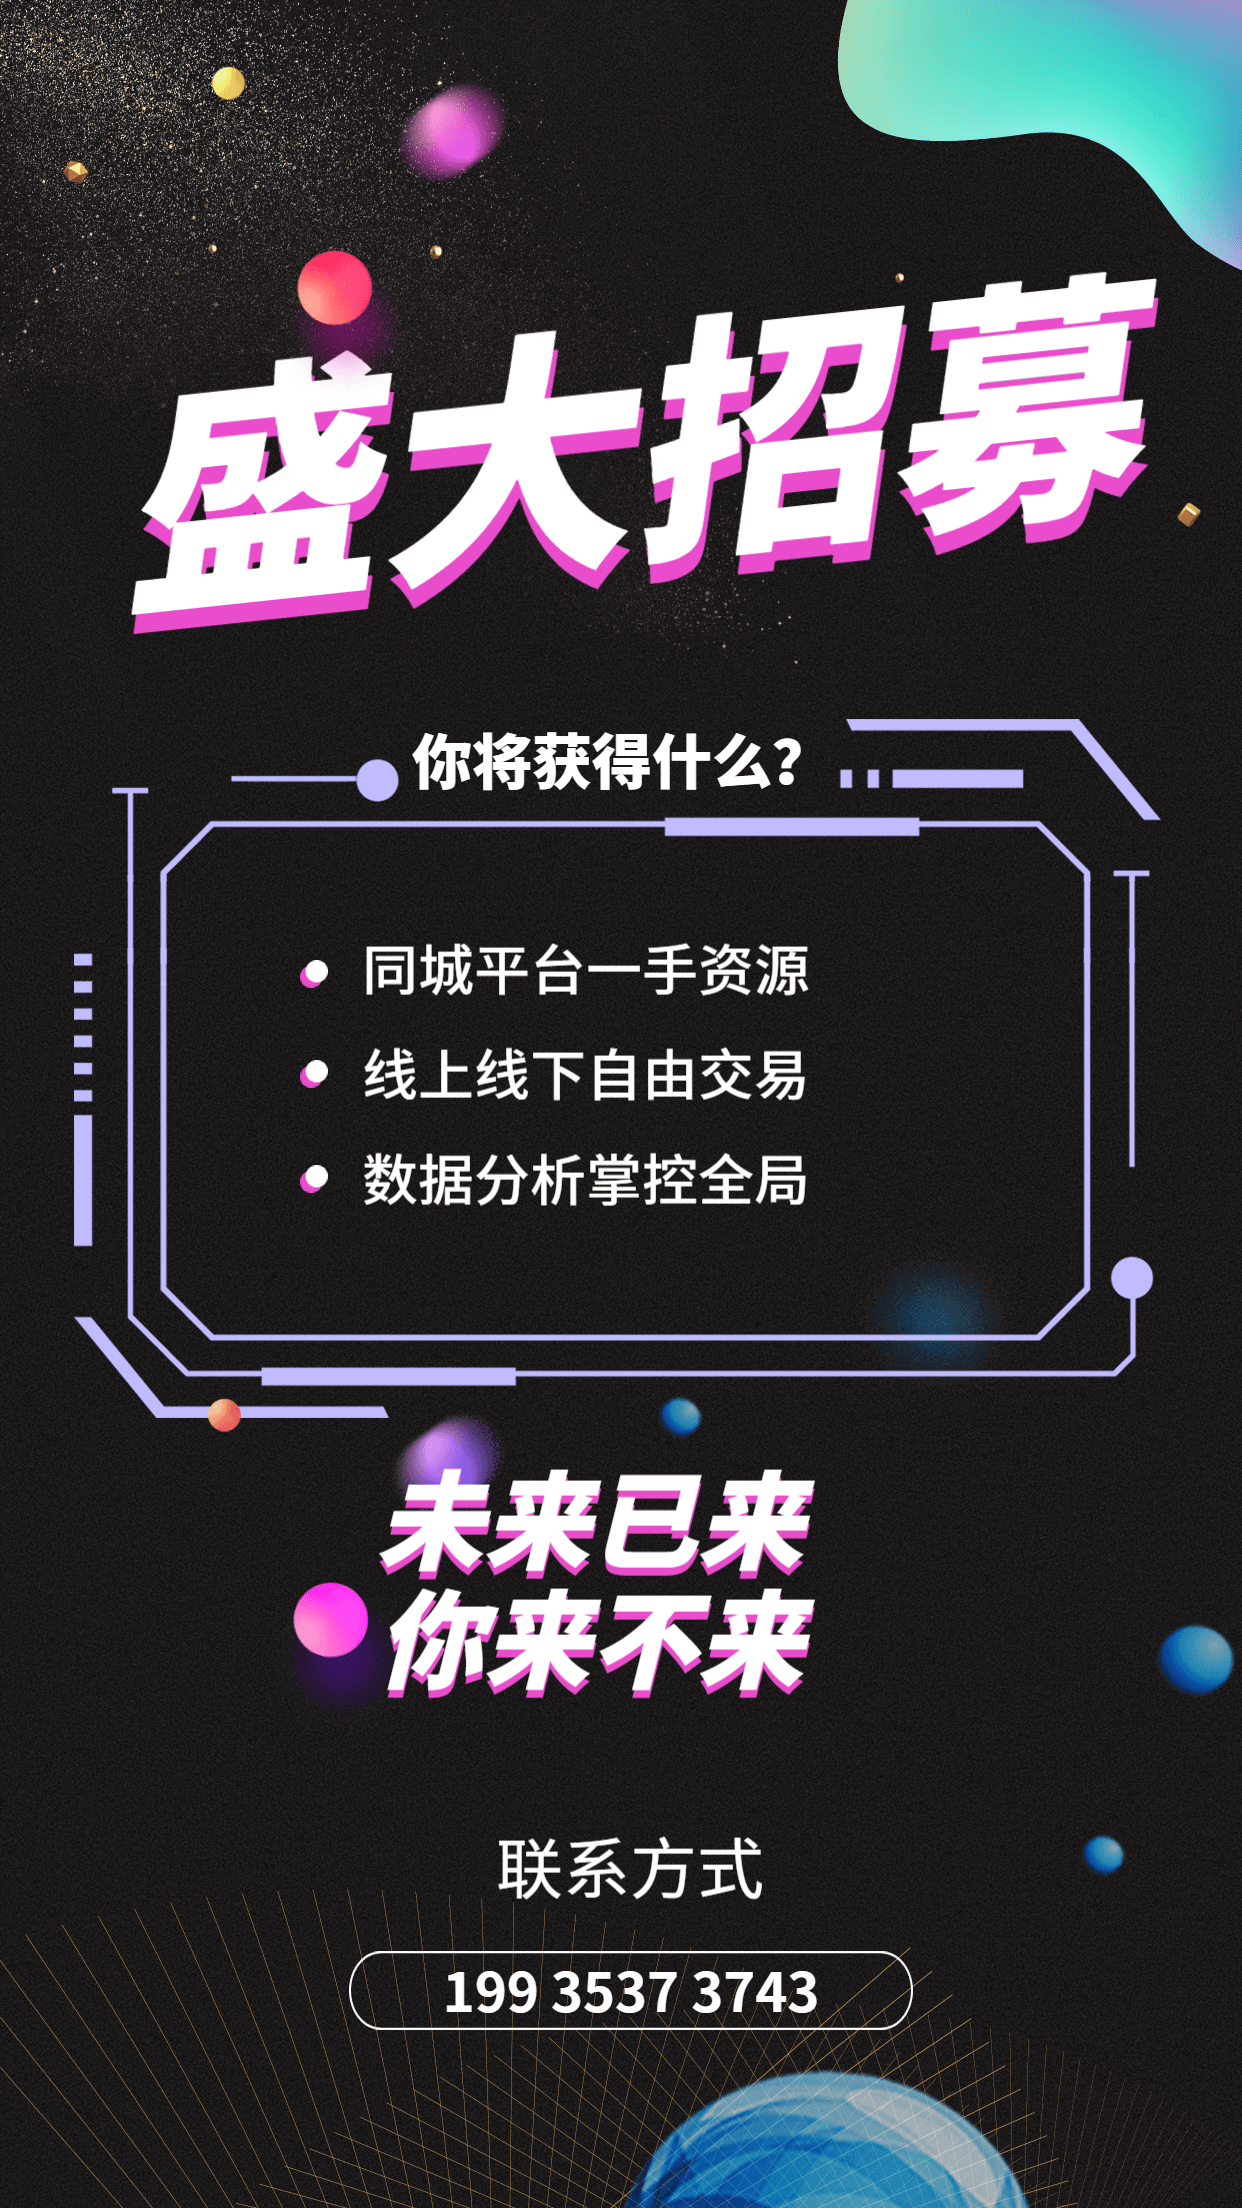 盛大招募
你将获得什么?
同城平台一手资源
线上线下自由交易
数据分析掌控全局
未来已来
你来不来
联系方式
199 3537 3743